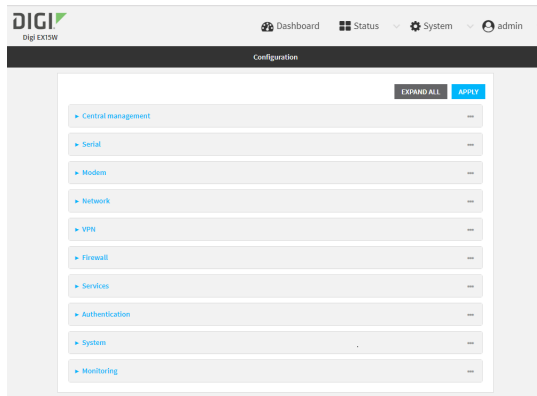 DIGI
Digi EX15W
Dashboard Status System admin
Configuration
EXPAND ALL APPLY
Central management
Serial
Modem
Network
VPN
Firewall
Services
Authentication
System
Monitoring